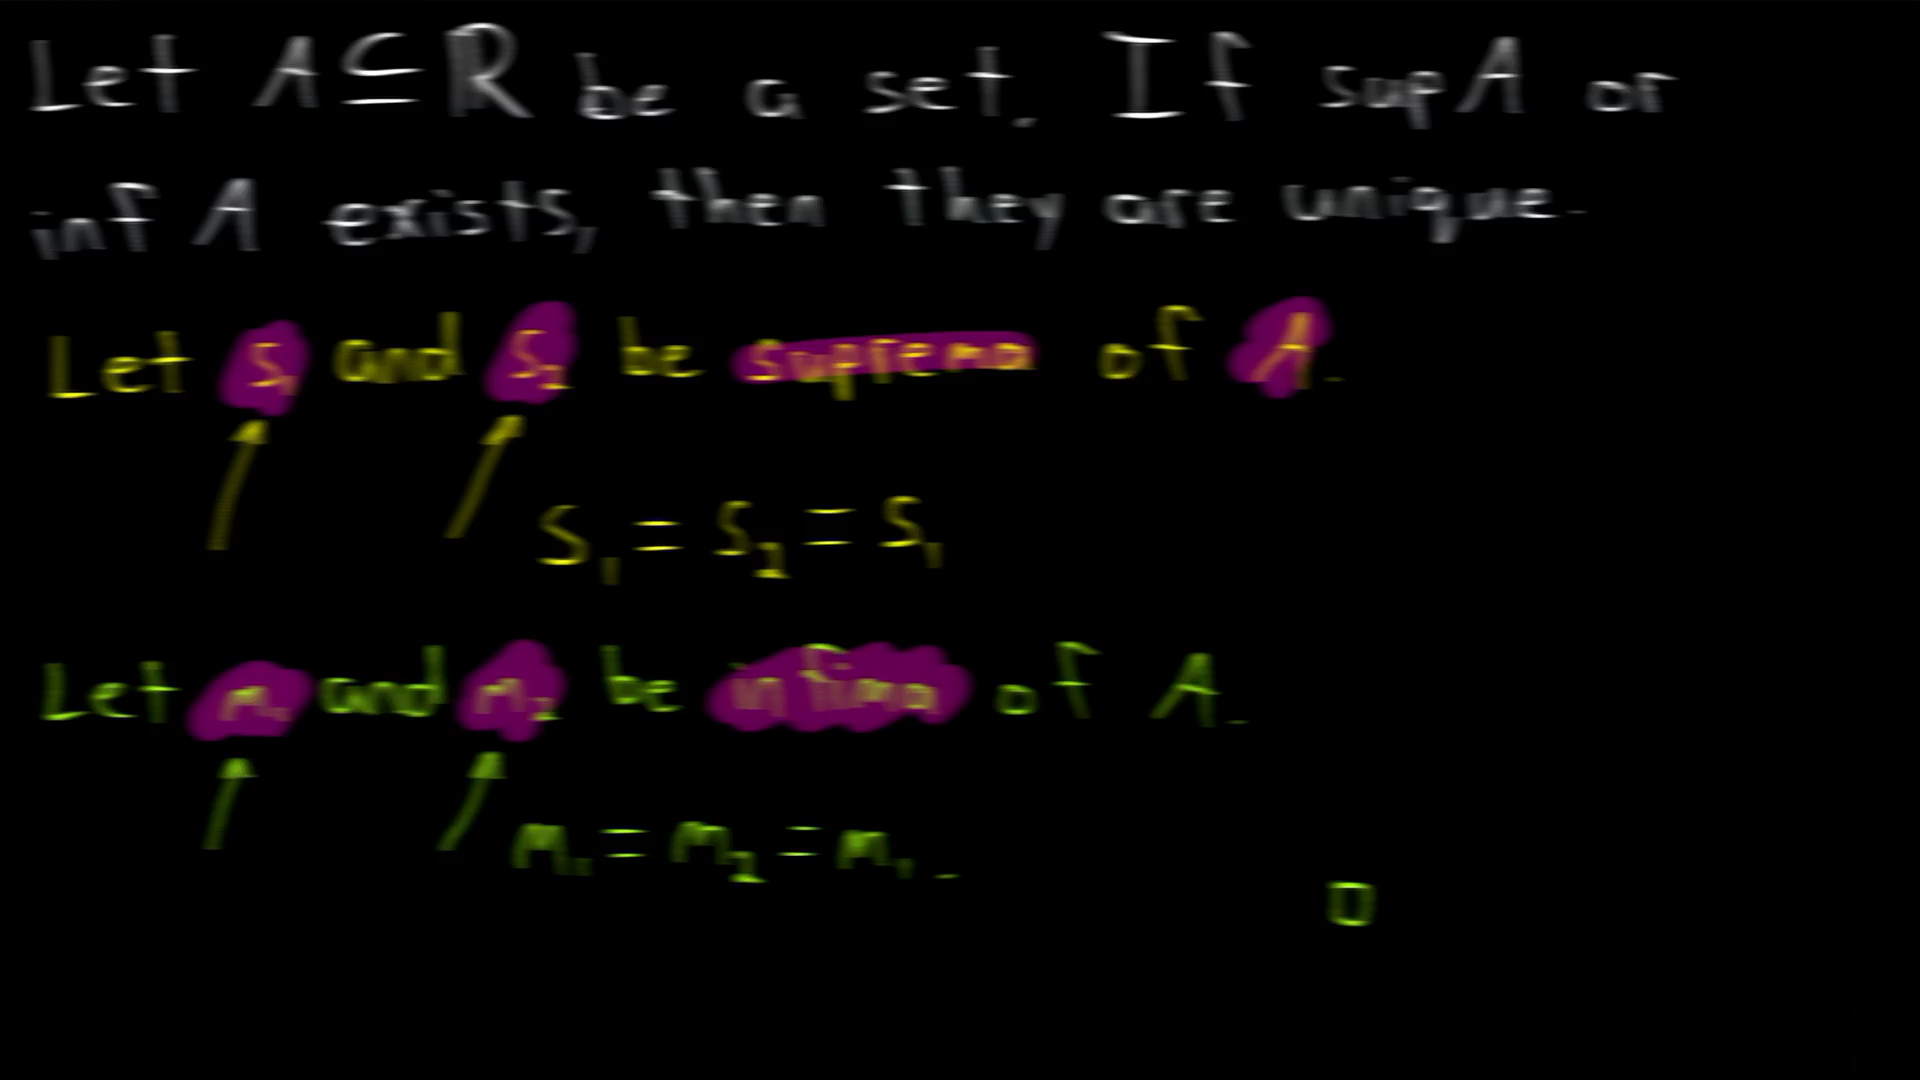 Let A ⊆ ℝ be a set. If sup A or
inf A exists, then they are unique.
Let s₁ and s₂ be suprema of A.
s₁ = s₂ = s₁
Let m₁ and m₂ be infima of A.
m₁ = m₂ = m₁.
□